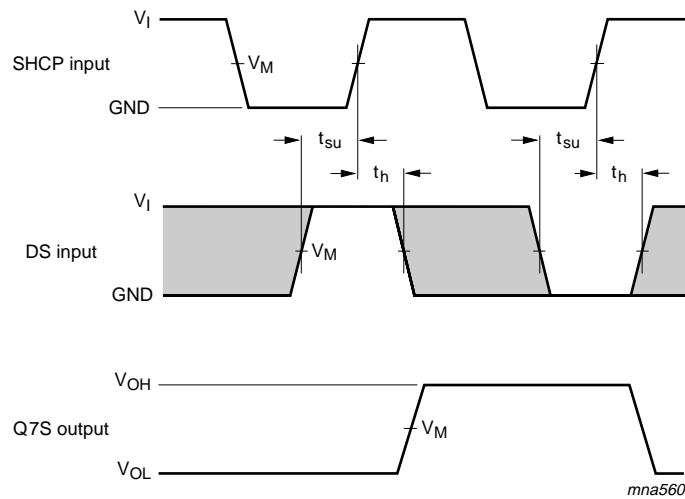 V_I
SHCP input
V_M
GND
t_su
t_su
t_h
t_h
V_I
DS input
V_M
GND
V_OH
Q7S output
V_M
V_OL
mna560